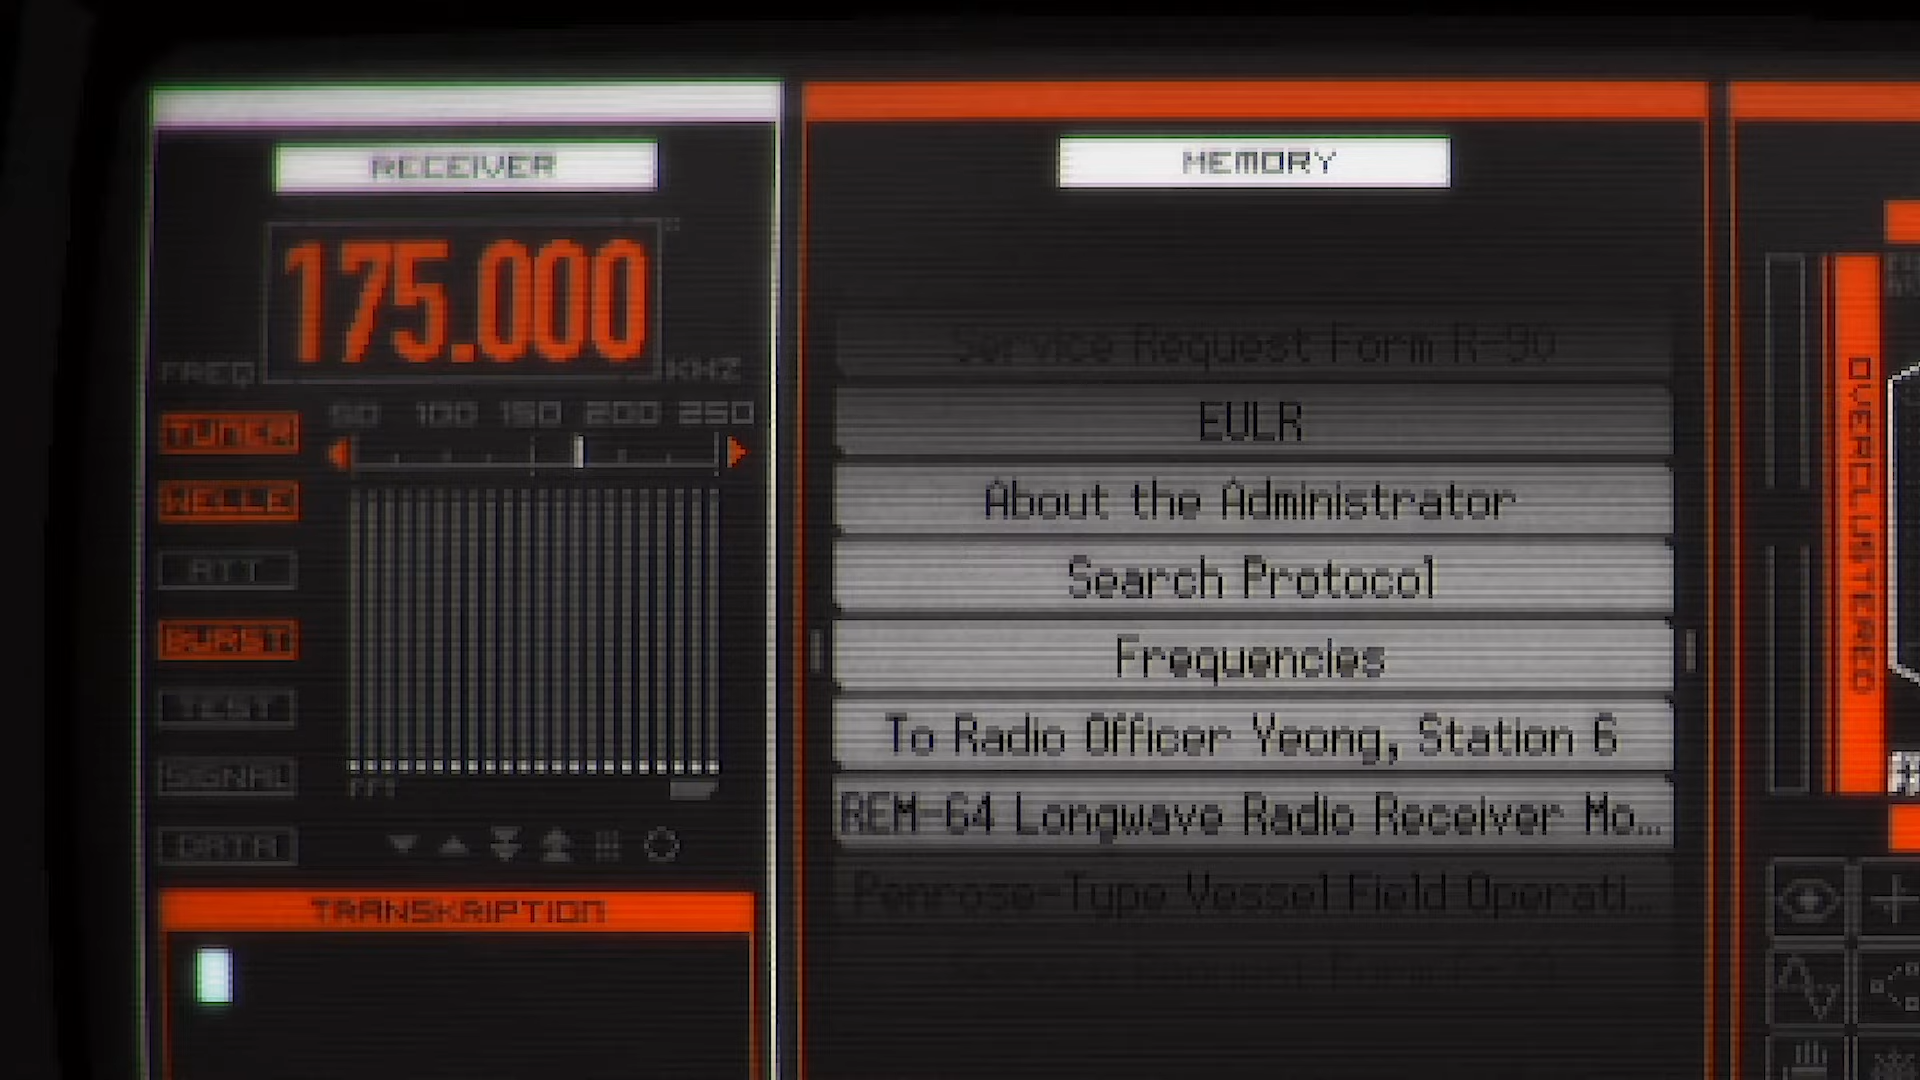 RECEIVER
175.000
FREQ
KHZ
50 100 150 200 250
TUNER
WELLE
RTT
BURST
TEST
SIGNAL
DATA
TRANSKRIPTION
MEMORY
Service Request Form R-90
EULR
About the Administrator
Search Protocol
Frequencies
To Radio Officer Yeong, Station 6
REM-64 Longwave Radio Receiver Mo...
Penrose-Type Vessel Field Operati...
OVERCLUSTERED